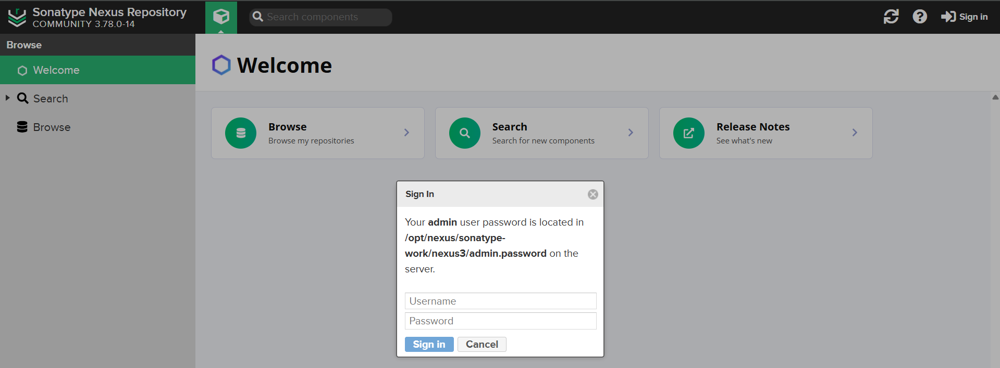 Sonatype Nexus Repository
COMMUNITY 3.78.0-14
Search components
Sign in
Browse
Welcome
Search
Browse
Welcome
Browse
Browse my repositories
Search
Search for new components
Release Notes
See what's new
Sign In
Your admin user password is located in
/opt/nexus/sonatype-
work/nexus3/admin.password on the
server.
Username
Password
Sign in
Cancel